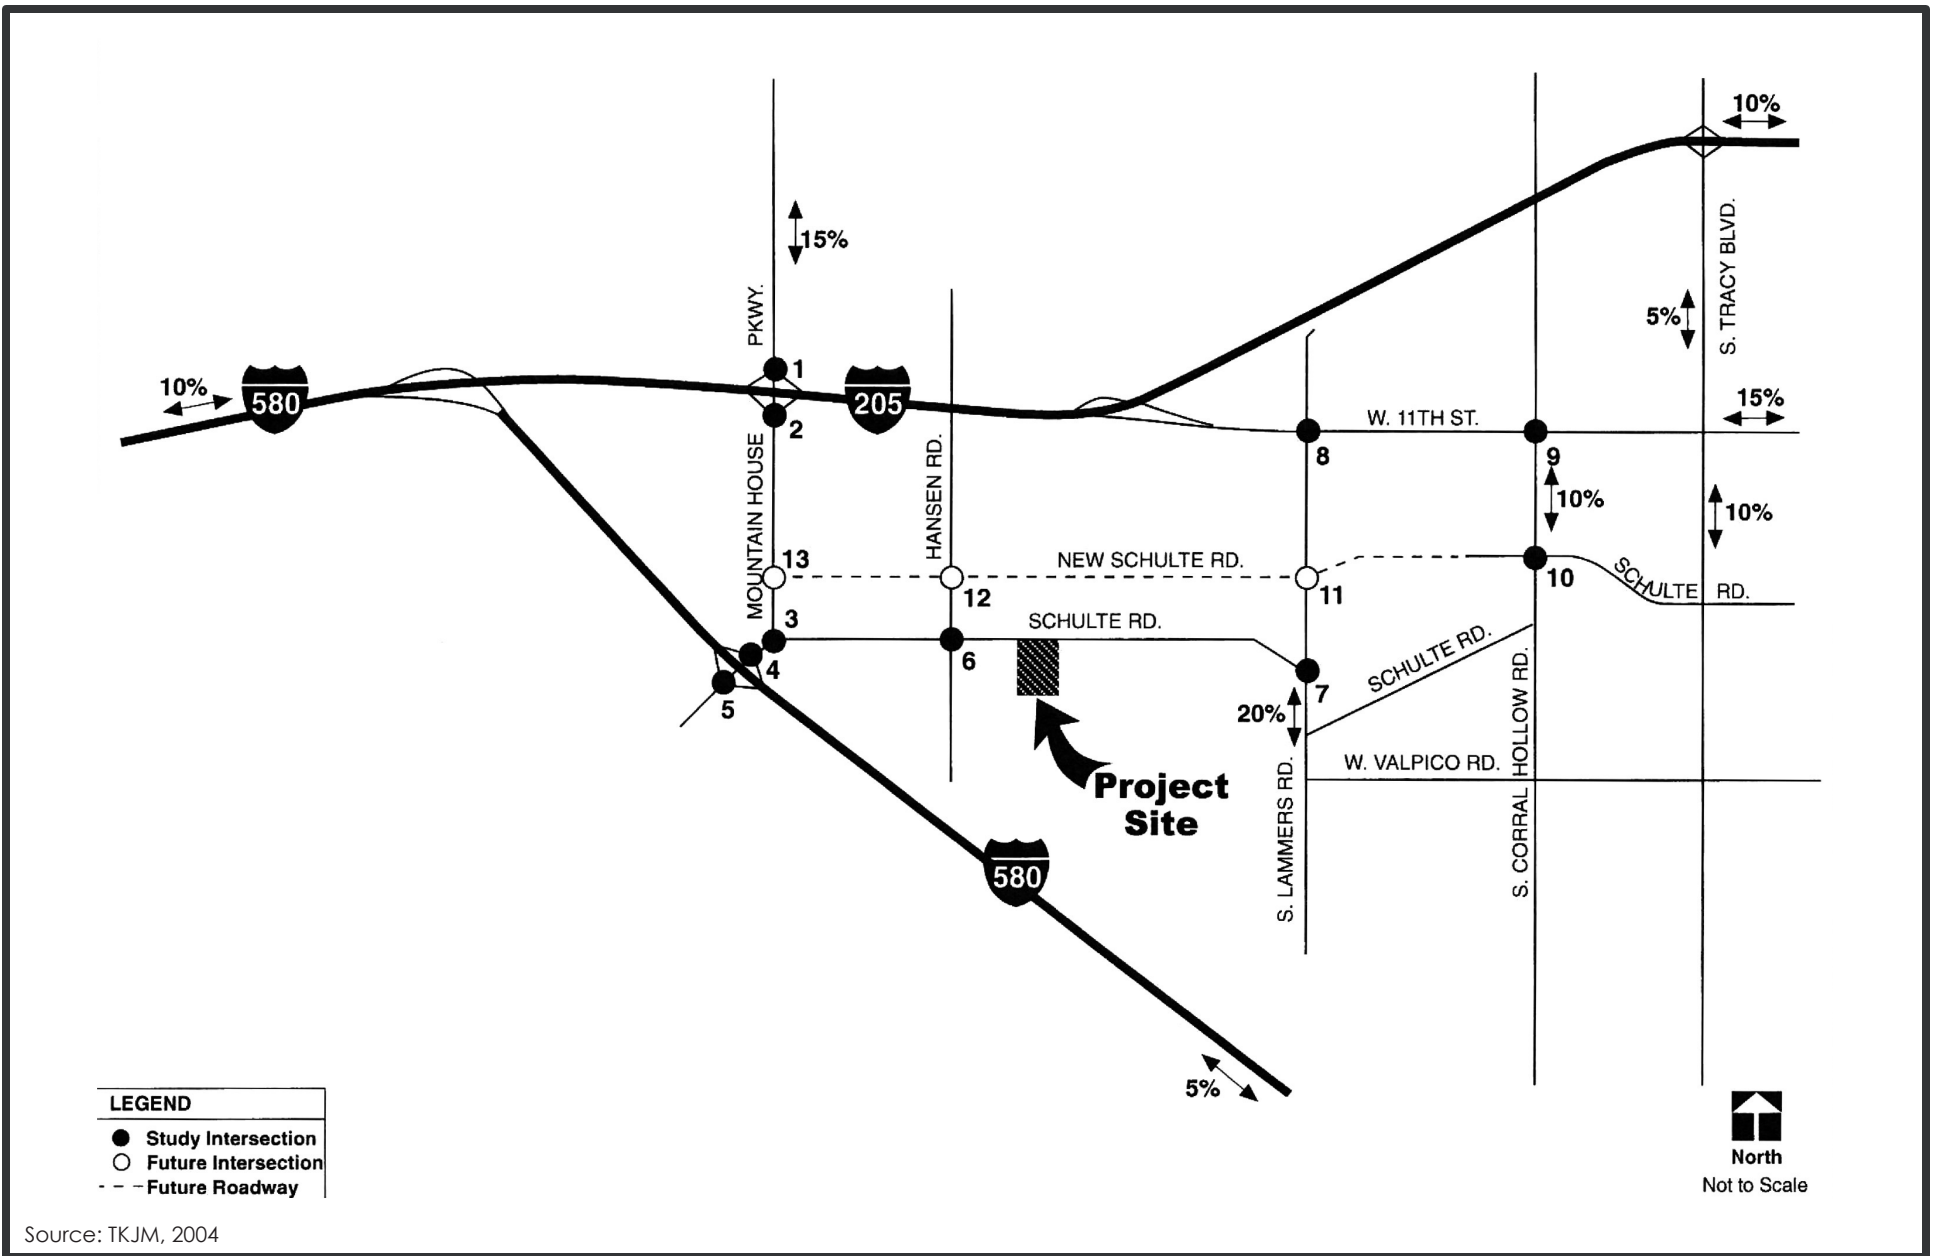 10%
S. TRACY BLVD.
15%
PKWY.
5%
1
10%
580
205
15%
W. 11TH ST.
2
8
9
MOUNTAIN HOUSE
HANSEN RD.
10%
10%
13
NEW SCHULTE RD.
12
11
10
SCHULTE RD.
3
SCHULTE RD.
6
4
SCHULTE RD.
7
5
20%
S. CORRAL HOLLOW RD.
W. VALPICO RD.
S. LAMMERS RD.
Project
Site
580
5%
LEGEND
Study Intersection
Future Intersection
Future Roadway
North
Not to Scale
Source: TKJM, 2004